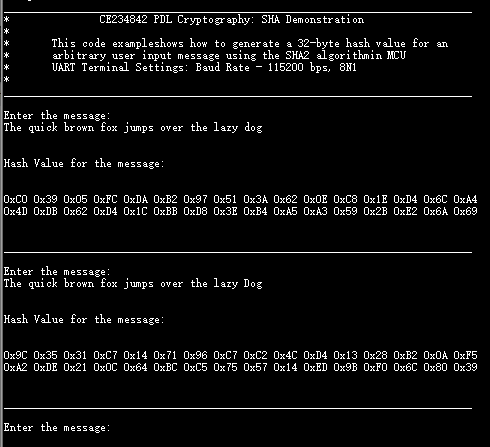 * CE234842 PDL Cryptography: SHA Demonstration
*
* This code exampleshows how to generate a 32-byte hash value for an
* arbitrary user input message using the SHA2 algorithmin MCU
* UART Terminal Settings: Baud Rate - 115200 bps, 8N1
*
Enter the message:
The quick brown fox jumps over the lazy dog
Hash Value for the message:
0xC0 0x39 0x05 0xFC 0xDA 0xB2 0x97 0x51 0x3A 0x62 0x0E 0xC8 0x1E 0xD4 0x6C 0xA4
0x4D 0xDB 0x62 0xD4 0x1C 0xBB 0xD8 0x3E 0xB4 0xA5 0xA3 0x59 0x2B 0xE2 0x6A 0x69
Enter the message:
The quick brown fox jumps over the lazy Dog
Hash Value for the message:
0x9C 0x35 0x31 0xC7 0x14 0x71 0x96 0xC7 0xC2 0x4C 0xD4 0x13 0x28 0xB2 0x0A 0xF5
0xA2 0xDE 0x21 0x0C 0x64 0xBC 0xC5 0x75 0x57 0x14 0xED 0x9B 0xF0 0x6C 0x80 0x39
Enter the message: